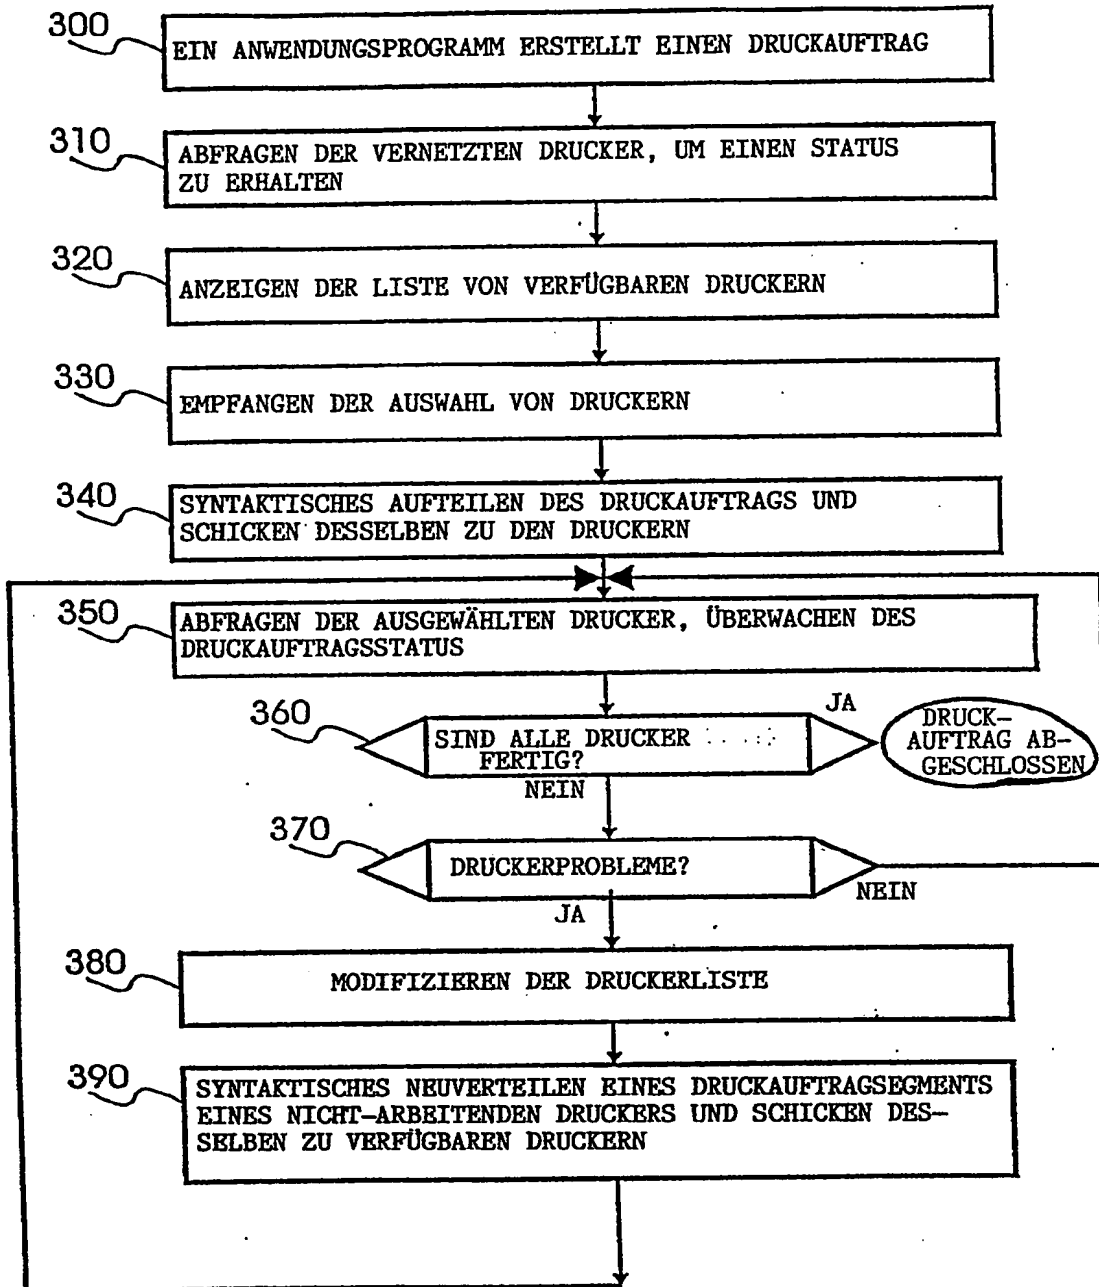 300
EIN ANWENDUNGSPROGRAMM ERSTELLT EINEN DRUCKAUFTRAG
310
ABFRAGEN DER VERNETZTEN DRUCKER, UM EINEN STATUS
ZU ERHALTEN
320
ANZEIGEN DER LISTE VON VERFÜGBAREN DRUCKERN
330
EMPFANGEN DER AUSWAHL VON DRUCKERN
340
SYNTAKTISCHES AUFTEILEN DES DRUCKAUFTRAGS UND
SCHICKEN DESSELBEN ZU DEN DRUCKERN
350
ABFRAGEN DER AUSGEWÄHLTEN DRUCKER, ÜBERWACHEN DES
DRUCKAUFTRAGSSTATUS
360
SIND ALLE DRUCKER
FERTIG?
JA
DRUCK-
AUFTRAG AB-
GESCHLOSSEN
NEIN
370
DRUCKERPROBLEME?
NEIN
JA
380
MODIFIZIEREN DER DRUCKERLISTE
390
SYNTAKTISCHES NEUVERTEILEN EINES DRUCKAUFTRAGSEGMENTS
EINES NICHT-ARBEITENDEN DRUCKERS UND SCHICKEN DES-
SELBEN ZU VERFÜGBAREN DRUCKERN